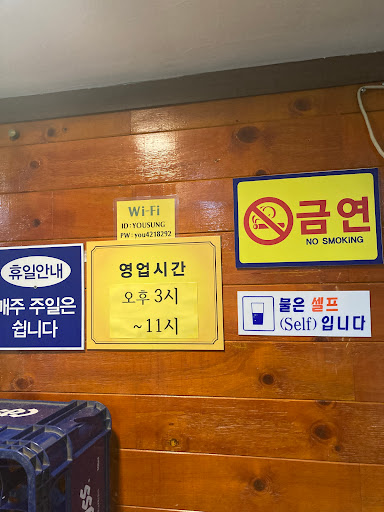 Wi-Fi
ID:YOUSUNG
PW:you4218292
금연
NO SMOKING
휴일안내
매주 주일은
쉽니다
영업시간
오후 3시
~11시
물은 셀프
(Self) 입니다